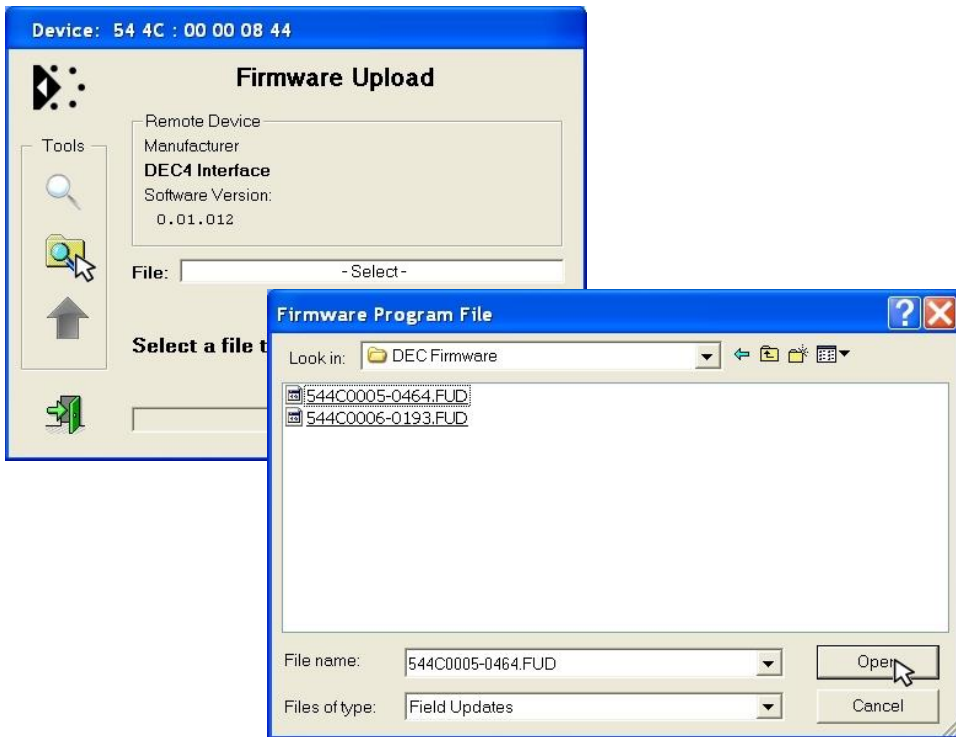 Device: 54 4C : 00 00 08 44
Firmware Upload
Tools
Remote Device
Manufacturer
DEC4 Interface
Software Version:
0.01.012
File: - Select -
Select a file t
Firmware Program File
Look in: DEC Firmware
544C0005-0464.FUD
544C0006-0193.FUD
File name: 544C0005-0464.FUD
Open
Files of type: Field Updates
Cancel